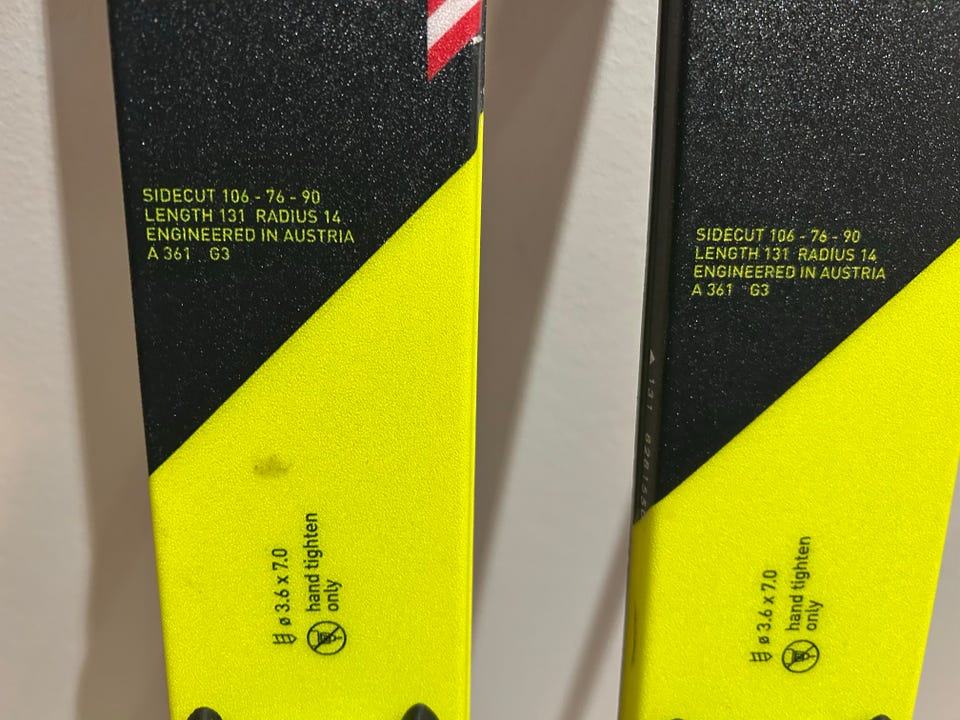 SIDECUT 106 - 76 - 90
LENGTH 131 RADIUS 14
ENGINEERED IN AUSTRIA
A 361 G3
ø 3.6 x 7.0
hand tighten
only
SIDECUT 106 - 76 - 90
LENGTH 131 RADIUS 14
ENGINEERED IN AUSTRIA
A 361 G3
131
ø 3.6 x 7.0
hand tighten
only